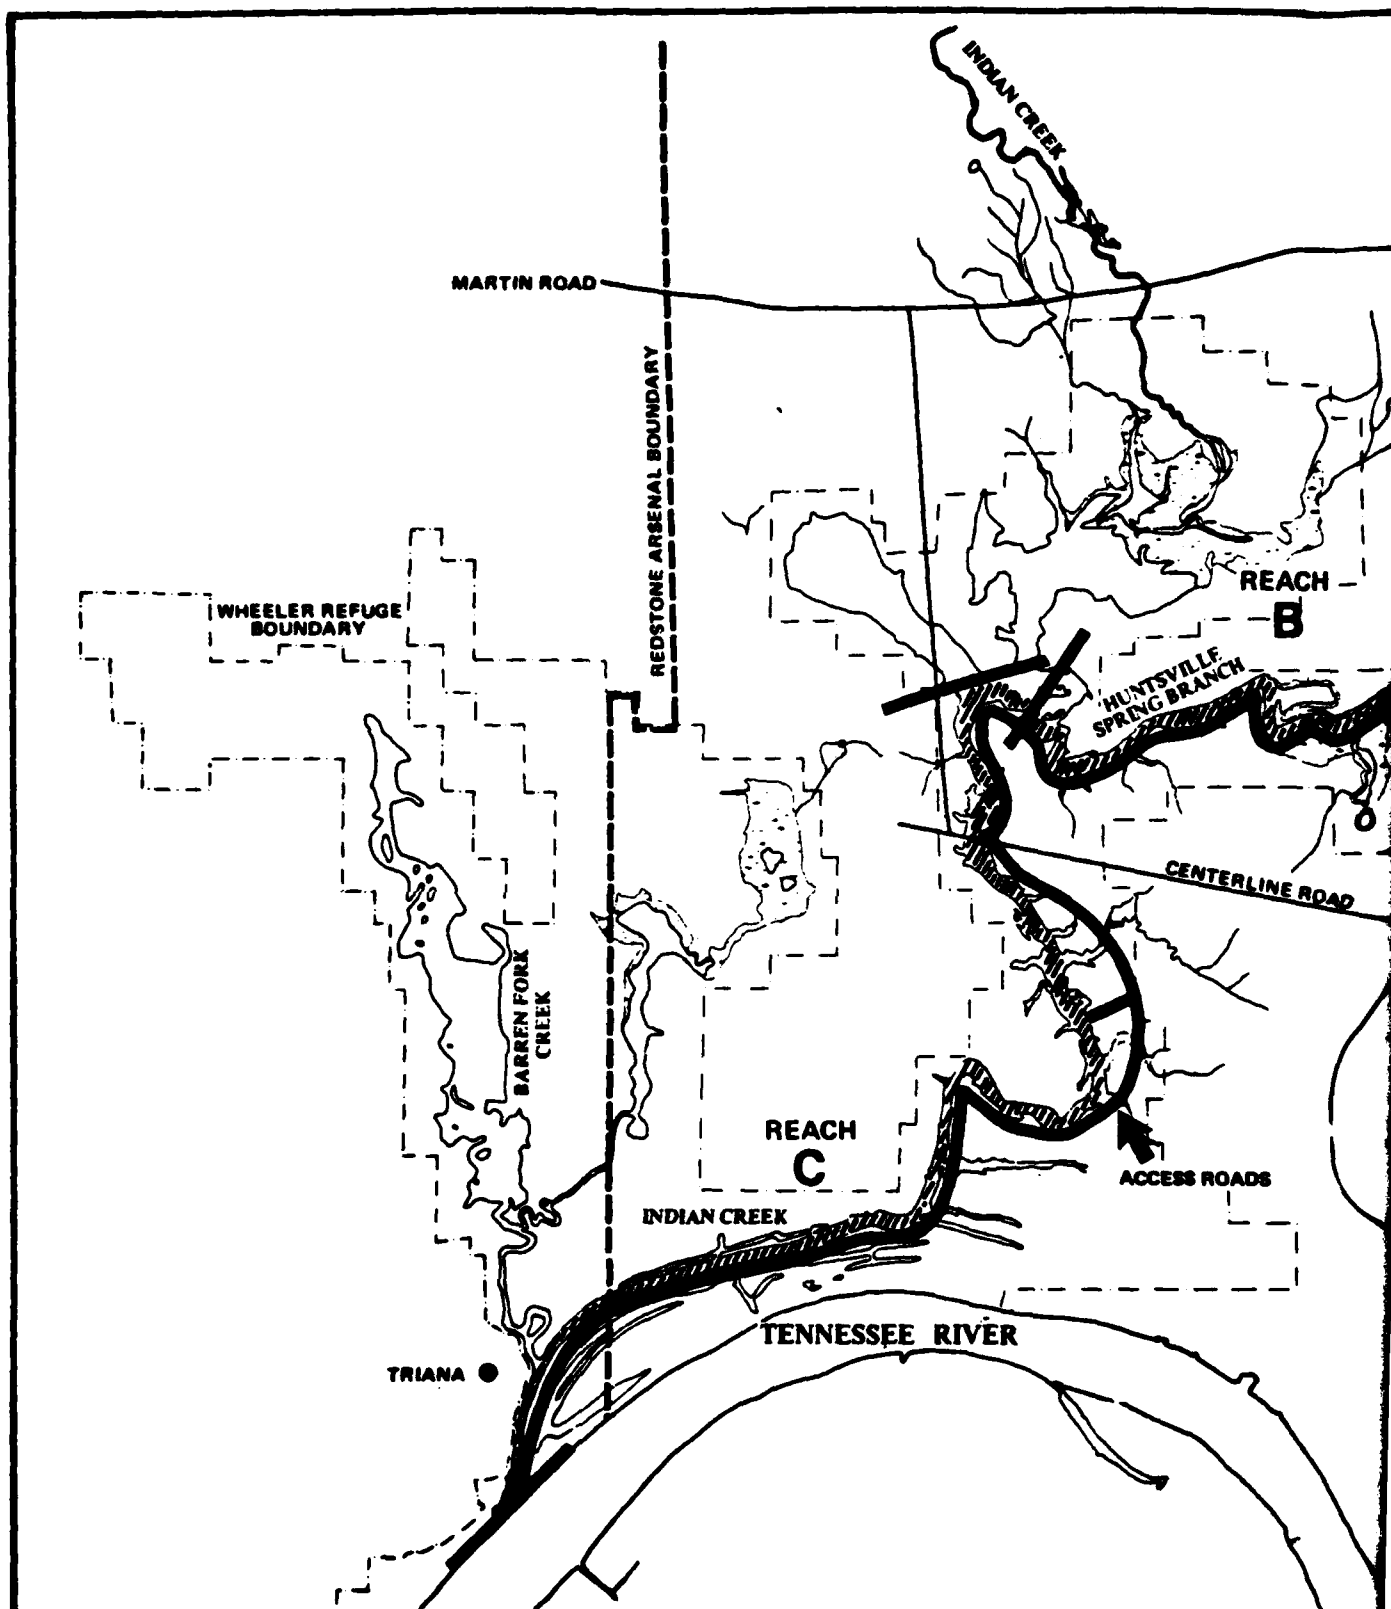 INDIAN CREEK
MARTIN ROAD
REDSTONE ARSENAL BOUNDARY
REACH
B
WHEELER REFUGE
BOUNDARY
HUNTSVILLE
SPRING BRANCH
CENTERLINE ROAD
BARREN FORK
CREEK
REACH
C
ACCESS ROADS
INDIAN CREEK
TENNESSEE RIVER
TRIANA